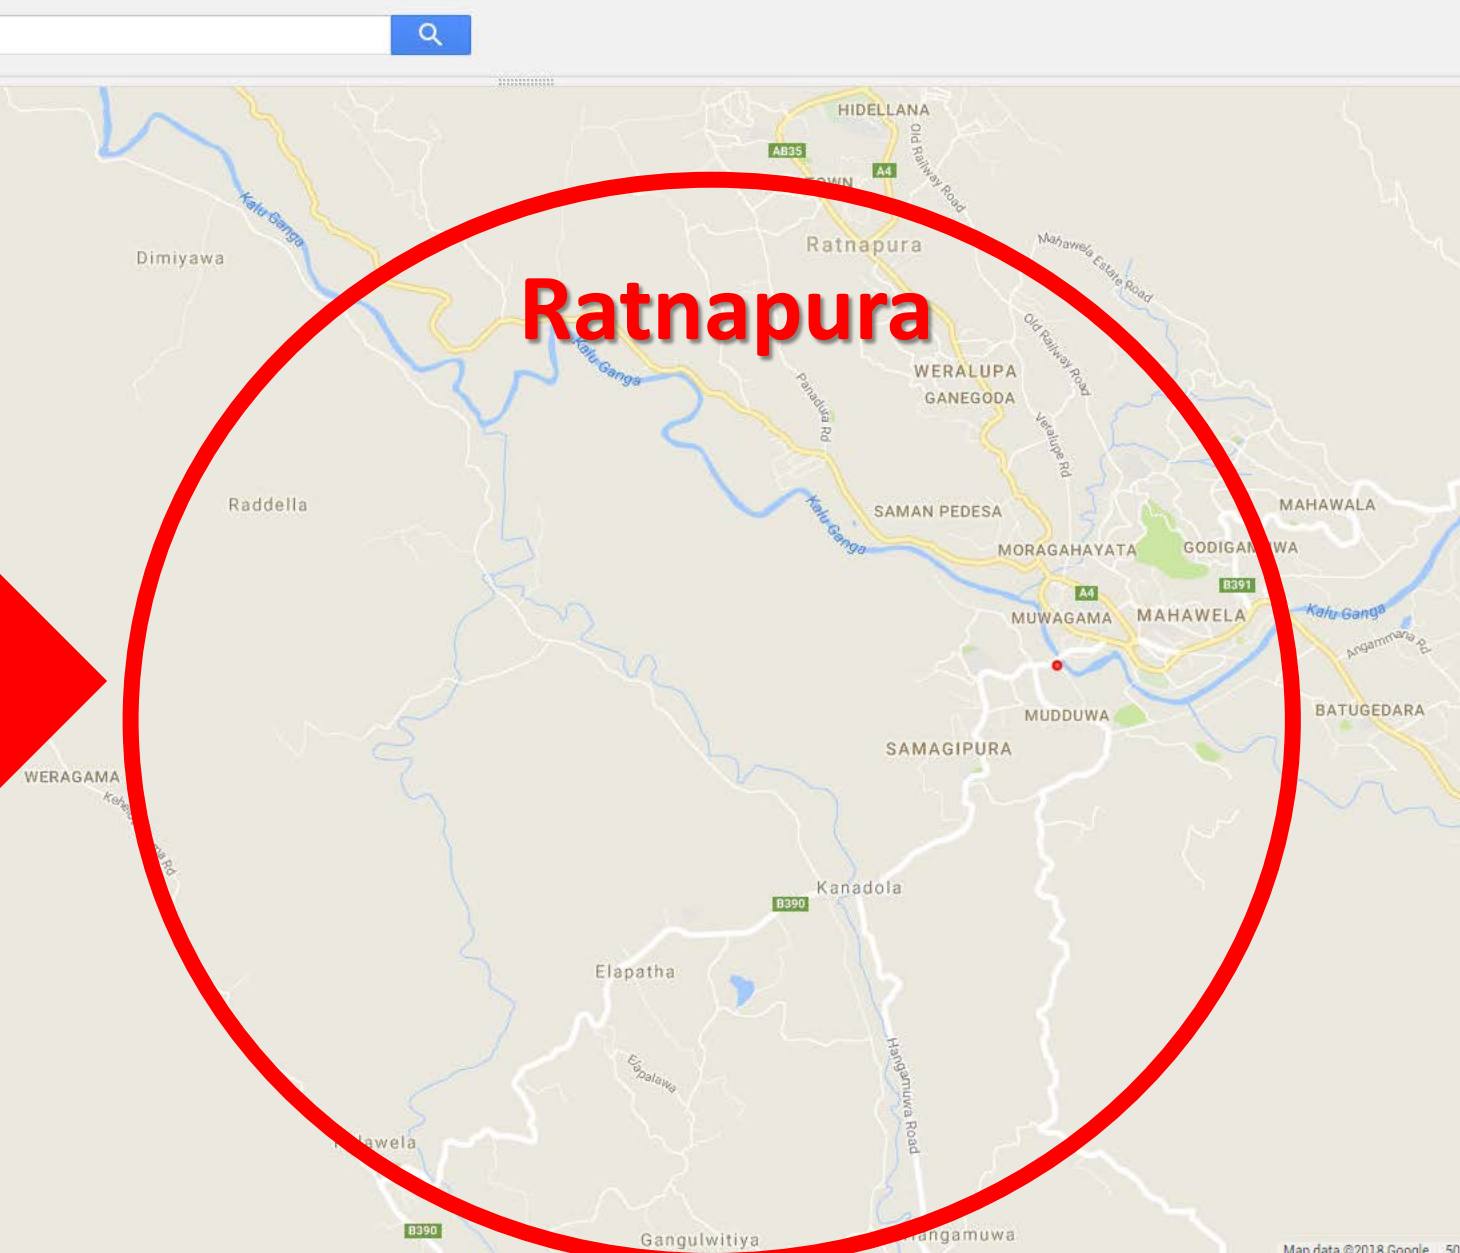 HIDELLANA
AB35
A4
Old Railway Road
TOWN
Kalu Ganga
Ratnapura
Mahawela Estate Road
Dimiyawa
Ratnapura
Old Railway Road
Kalu Ganga
WERALUPA
Panadura Rd
GANEGODA
Veralupe Rd
Raddella
MAHAWALA
SAMAN PEDESA
Kalu Ganga
MORAGAHAYATA
B391
A4
Kalu Ganga
MUWAGAMA
MAHAWELA
Angammana Rd
MUDDUWA
BATUGEDARA
SAMAGIPURA
WERAGAMA
Kanadola
B390
Elapatha
Elapalawa
Hangamuwa Road
B390
Gangulwitiya
Map data ©2018 Google